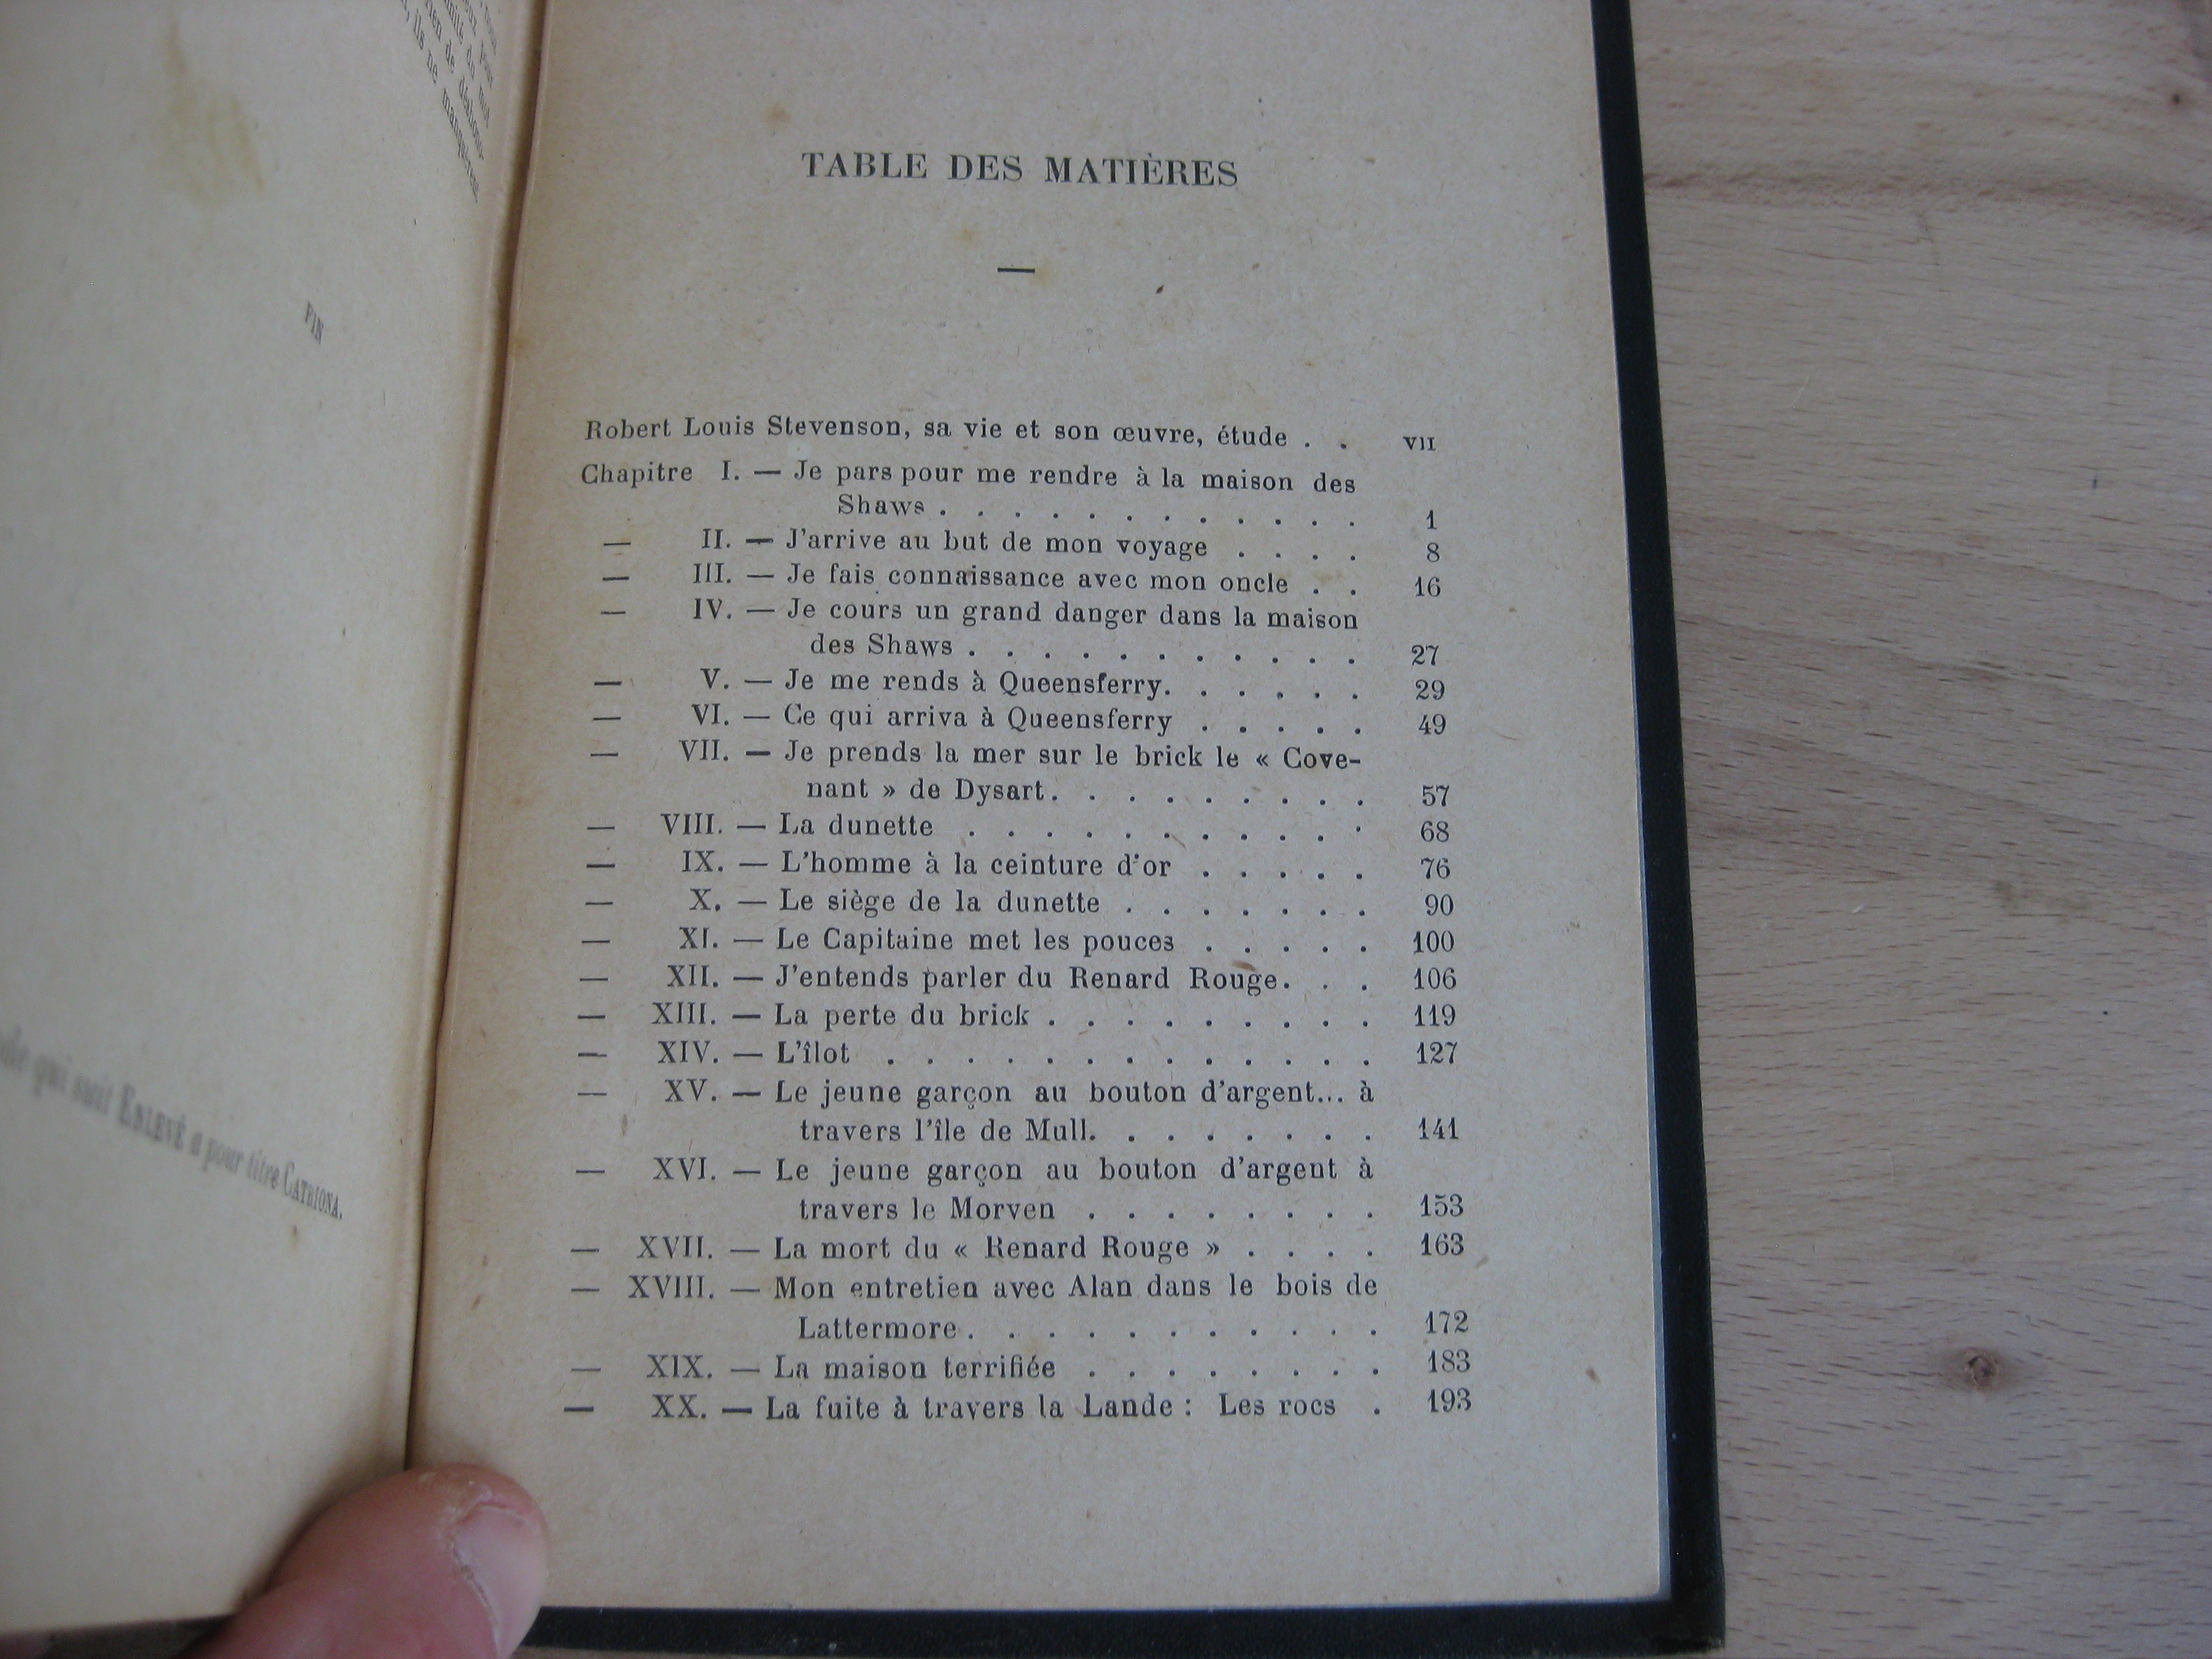 FIN
qui suit ENLEVÉ a pour titre CATRIONA.
TABLE DES MATIÈRES
—
Robert Louis Stevenson, sa vie et son œuvre, étude . . VII
Chapitre I. — Je pars pour me rendre à la maison des
Shaws . . . . . . . . . . . . 1
— II. — J'arrive au but de mon voyage . . . . 8
— III. — Je fais connaissance avec mon oncle . . 16
— IV. — Je cours un grand danger dans la maison
des Shaws . . . . . . . . . . . 27
— V. — Je me rends à Queensferry. . . . . . 29
— VI. — Ce qui arriva à Queensferry . . . . . 49
— VII. — Je prends la mer sur le brick le « Cove-
nant » de Dysart. . . . . . . . . 57
— VIII. — La dunette . . . . . . . . . . . 68
— IX. — L'homme à la ceinture d'or . . . . . 76
— X. — Le siège de la dunette . . . . . . . 90
— XI. — Le Capitaine met les pouces . . . . . 100
— XII. — J'entends parler du Renard Rouge. . . 106
— XIII. — La perte du brick . . . . . . . . . 119
— XIV. — L'îlot . . . . . . . . . . . . . 127
— XV. — Le jeune garçon au bouton d'argent... à
travers l'île de Mull. . . . . . . . 141
— XVI. — Le jeune garçon au bouton d'argent à
travers le Morven . . . . . . . . 153
— XVII. — La mort du « Renard Rouge » . . . . 163
— XVIII. — Mon entretien avec Alan dans le bois de
Lattermore . . . . . . . . . . . 172
— XIX. — La maison terrifiée . . . . . . . . 183
— XX. — La fuite à travers la Lande : Les rocs . 193